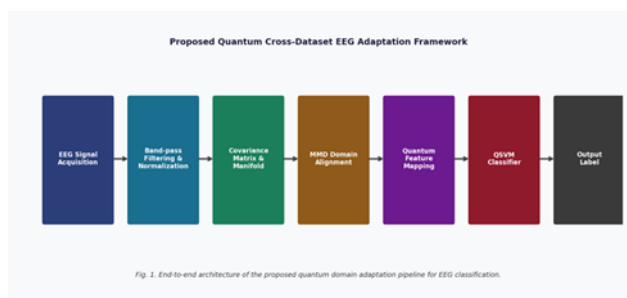 Proposed Quantum Cross-Dataset EEG Adaptation Framework
EEG Signal
Acquisition
Band-pass
Filtering &
Normalization
Covariance
Matrix &
Manifold
MMD Domain
Alignment
Quantum
Feature
Mapping
QSVM
Classifier
Output
Label
Fig. 1. End-to-end architecture of the proposed quantum domain adaptation pipeline for EEG classification.